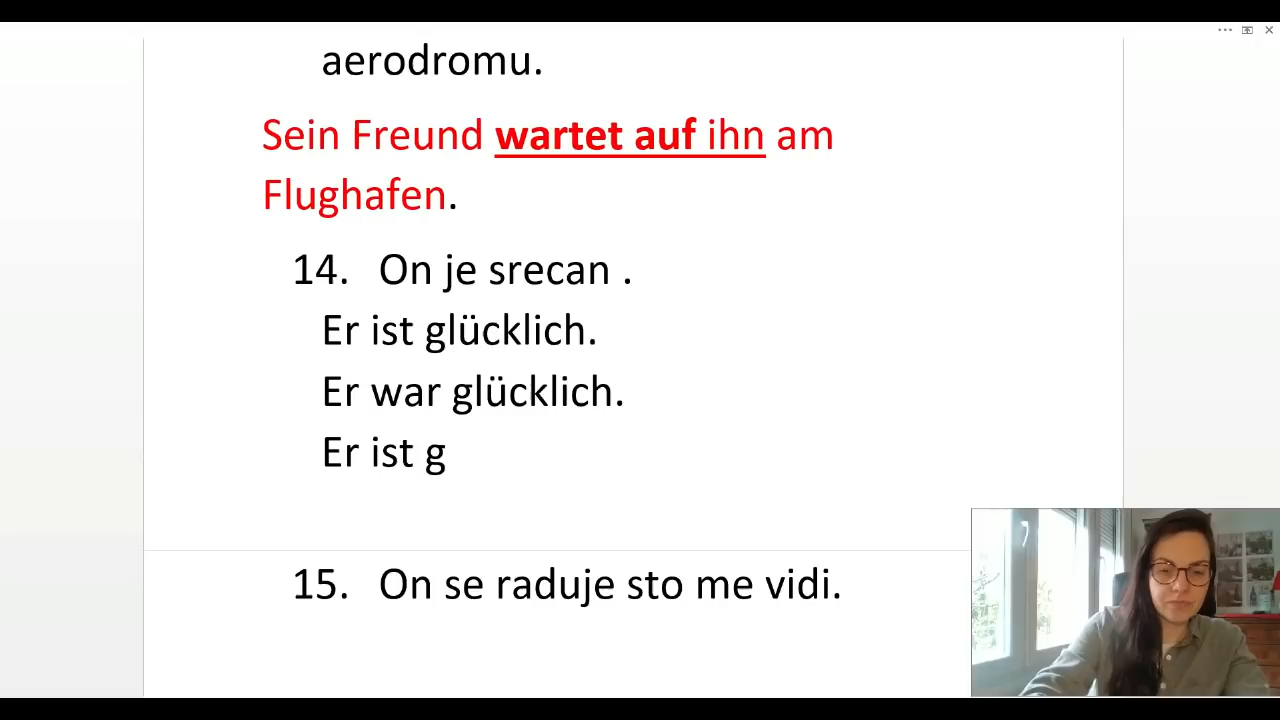 aerodromu.
Sein Freund wartet auf ihn am
Flughafen.
14. On je srecan .
Er ist glücklich.
Er war glücklich.
Er ist g
15. On se raduje sto me vidi.